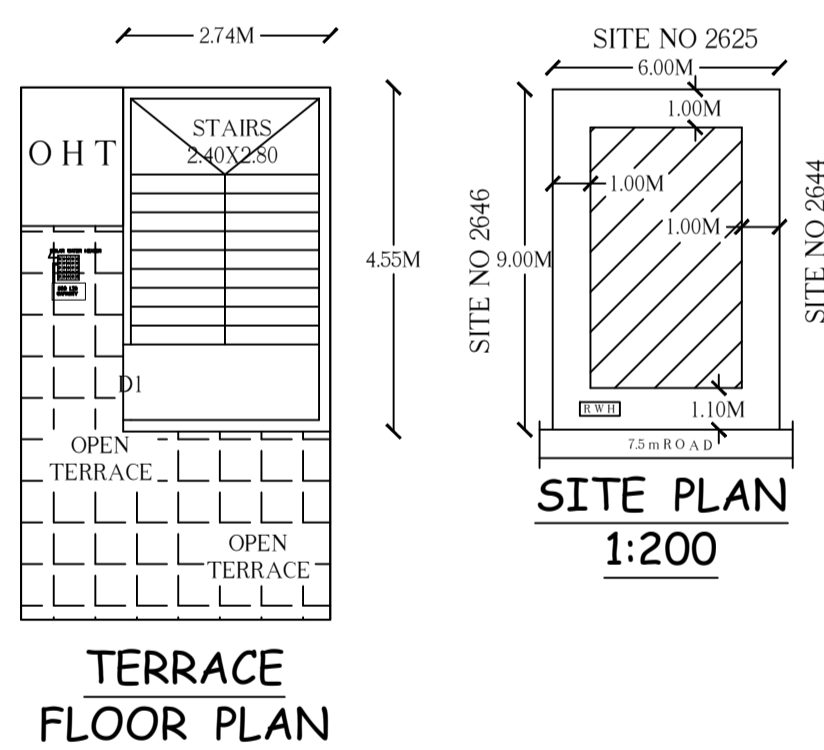 2.74M
OHT
STAIRS
2.40X2.80
4.55M
D1
OPEN
TERRACE
OPEN
TERRACE
TERRACE
FLOOR PLAN
SITE NO 2625
6.00M
1.00M
1.00M
1.00M
SITE NO 2646
9.00M
SITE NO 2644
RWH
1.10M
7.5 m ROAD
SITE PLAN
1:200